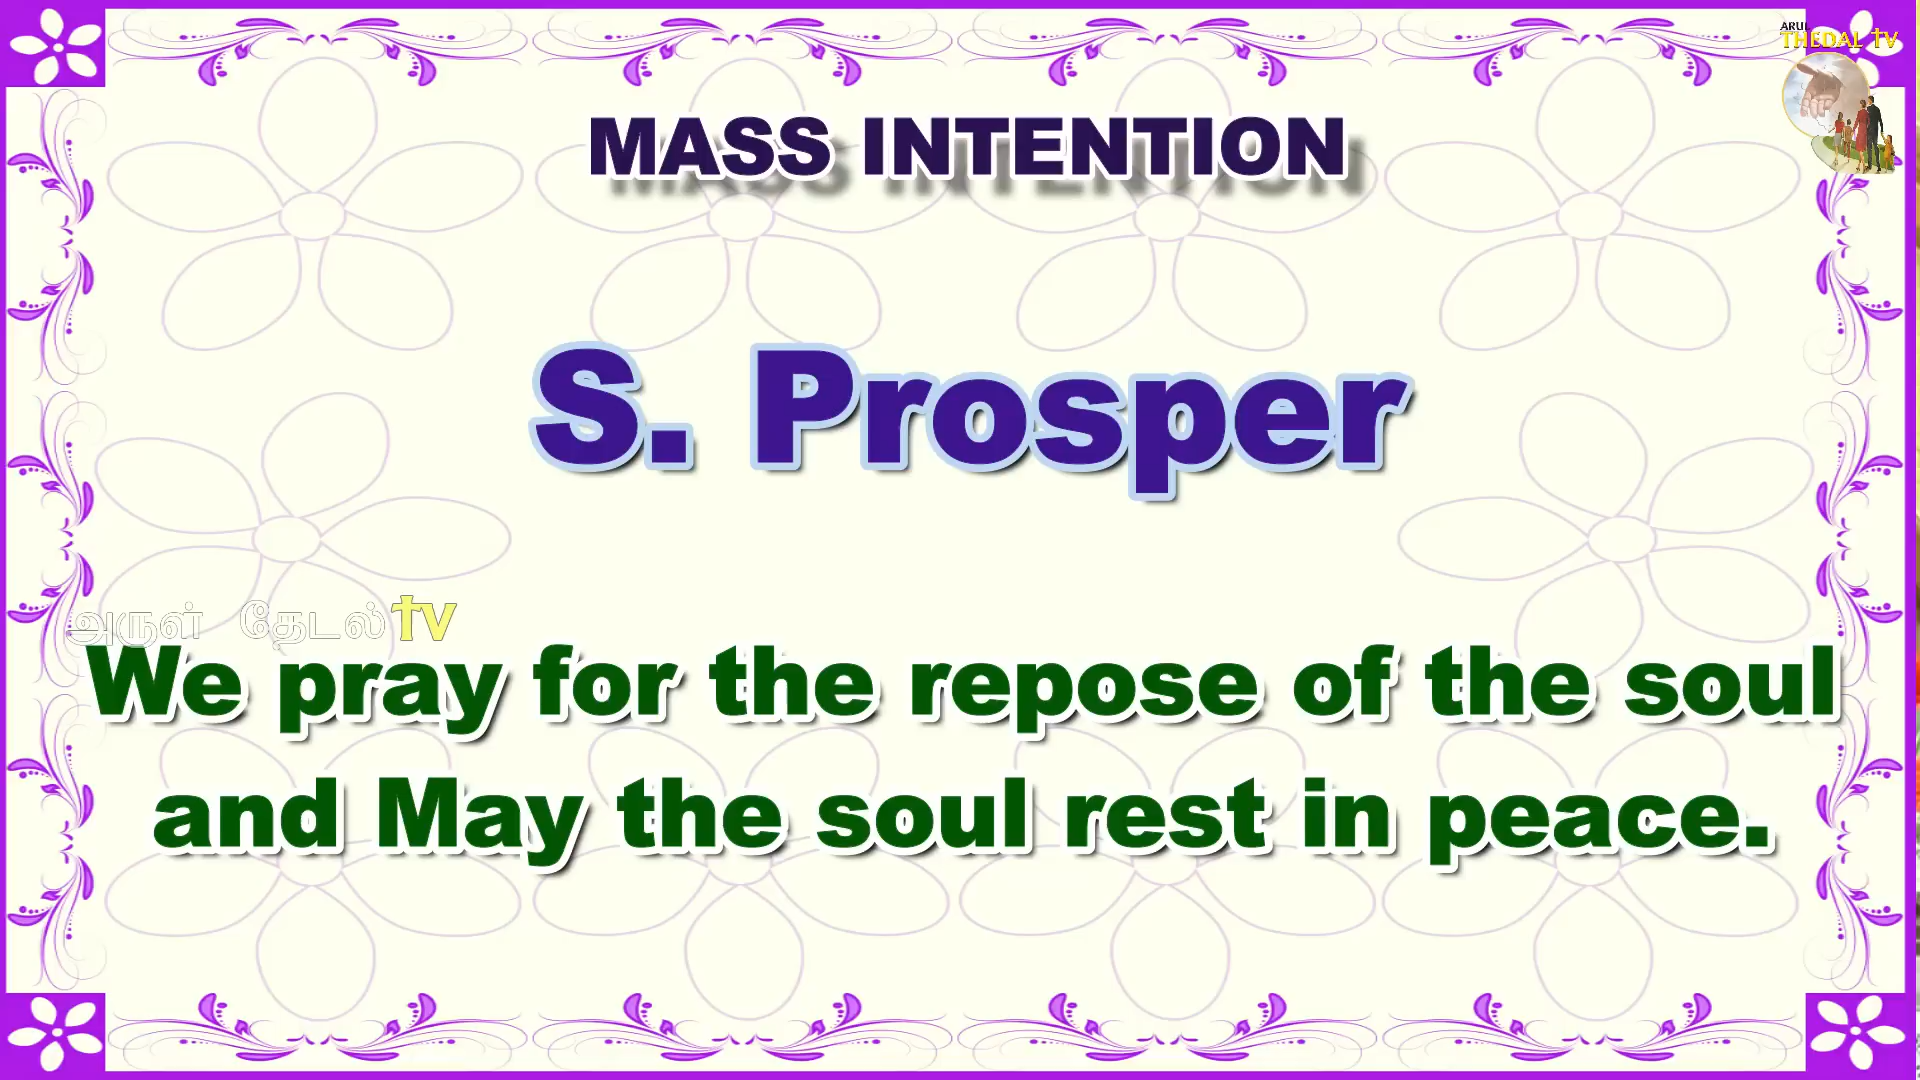 ARUL
THEDAL TV
MASS INTENTION
S. Prosper
அருள் தேடல் TV
We pray for the repose of the soul
and May the soul rest in peace.